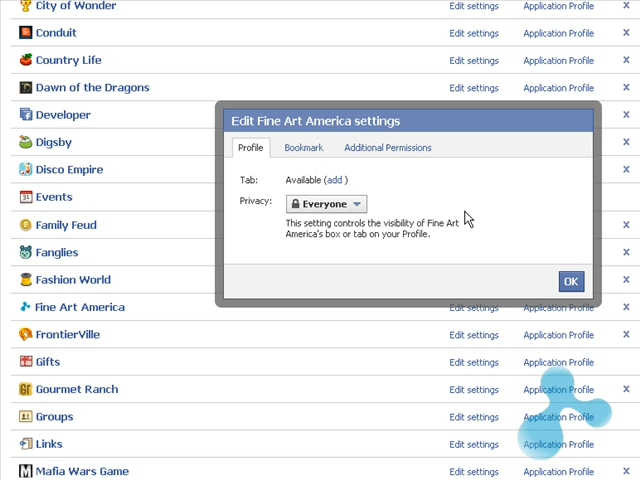 City of Wonder Edit settings Application Profile x
Conduit Edit settings Application Profile x
Country Life Edit settings Application Profile x
Dawn of the Dragons Edit settings Application Profile x
Developer
Edit Fine Art America settings
Digsby
Profile Bookmark Additional Permissions
Disco Empire
Tab: Available (add )
Events
Privacy: Everyone
Family Feud x
This setting controls the visibility of Fine Art
America's box or tab on your Profile.
Fanglies x
Fashion World x
OK
Fine Art America Edit settings Application Profile x
FrontierVille Edit settings Application Profile x
Gifts Edit settings Application Profile
Gourmet Ranch Edit settings Application Profile x
Groups Edit settings Application Profile
Links Edit settings Application Profile
Mafia Wars Game Edit settings Application Profile x